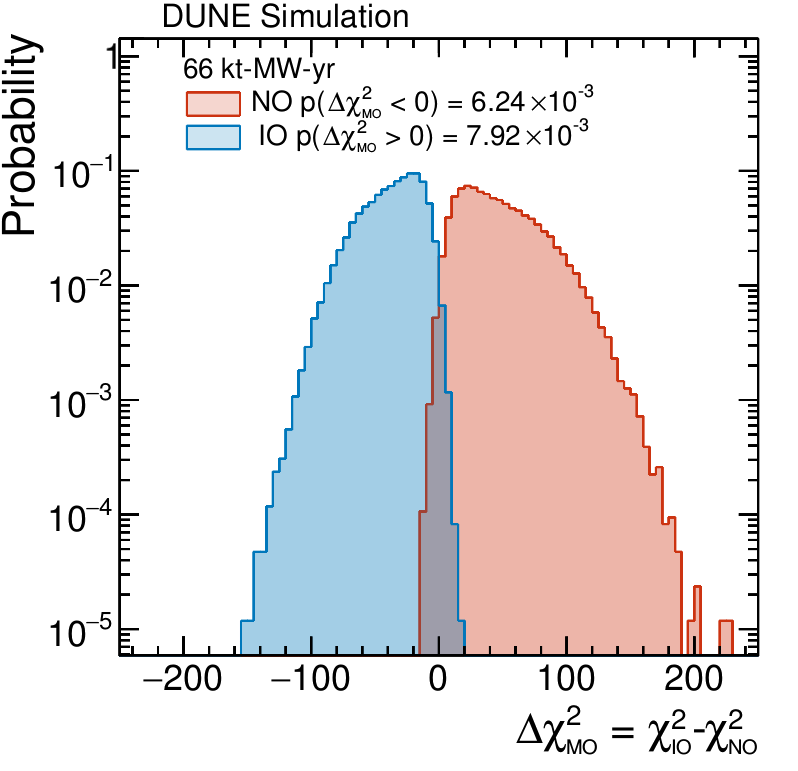 DUNE Simulation
66 kt-MW-yr
NO p(Δχ²_MO < 0) = 6.24×10⁻³
IO p(Δχ²_MO > 0) = 7.92×10⁻³
Probability
1
10⁻¹
10⁻²
10⁻³
10⁻⁴
10⁻⁵
−200 −100 0 100 200
Δχ²_MO = χ²_IO-χ²_NO